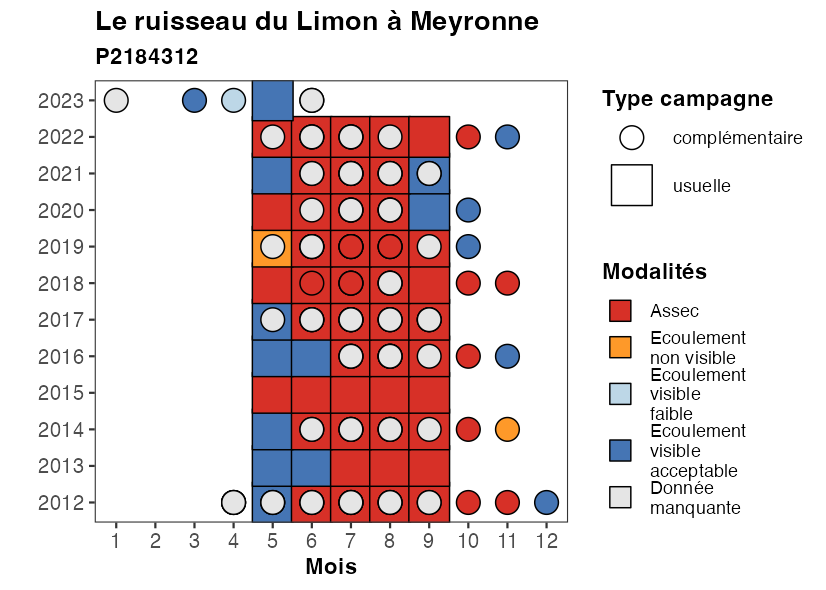 Le ruisseau du Limon à Meyronne
P2184312
2023
2022
2021
2020
2019
2018
2017
2016
2015
2014
2013
2012
1 2 3 4 5 6 7 8 9 10 11 12
Mois
Type campagne
complémentaire
usuelle
Modalités
Assec
Ecoulement
non visible
Ecoulement
visible
faible
Ecoulement
visible
acceptable
Donnée
manquante